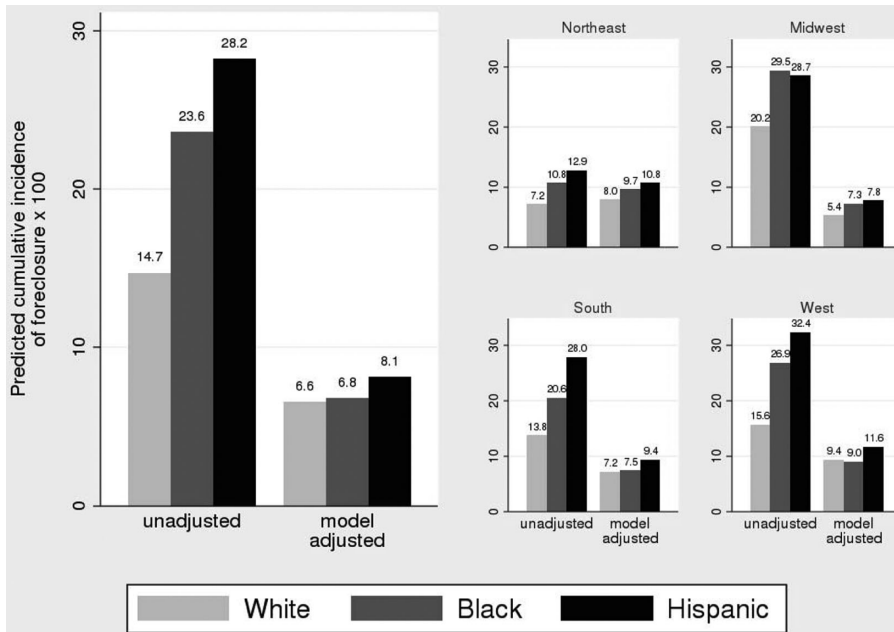 Predicted cumulative incidence
of foreclosure x 100
30
20
10
0
14.7
23.6
28.2
6.6
6.8
8.1
unadjusted
model
adjusted
Northeast
30
20
10
0
7.2
10.8
12.9
8.0
9.7
10.8
Midwest
30
20
10
0
20.2
29.5
28.7
5.4
7.3
7.8
South
30
20
10
0
13.8
20.6
28.0
7.2
7.5
9.4
unadjusted
model
adjusted
West
30
20
10
0
15.6
26.9
32.4
9.4
9.0
11.6
unadjusted
model
adjusted
White
Black
Hispanic